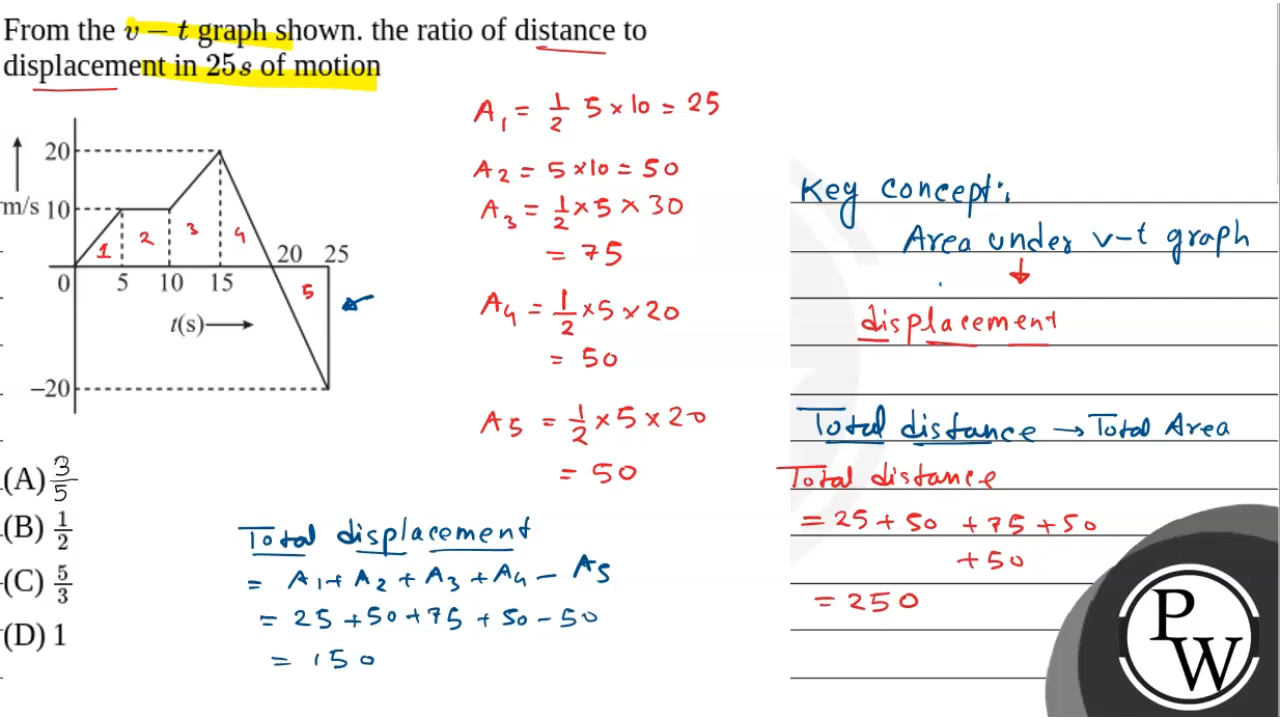 From the v − t graph shown. the ratio of distance to
displacement in 25s of motion
20
m/s 10
0
5 10 15
20 25
t(s)
−20
1
2
3
4
5
(A) 3/5
(B) 1/2
(C) 5/3
(D) 1
A₁ = 1/2 5 × 10 = 25
A₂ = 5 × 10 = 50
A₃ = 1/2 × 5 × 30
= 75
A₄ = 1/2 × 5 × 20
= 50
A₅ = 1/2 × 5 × 20
= 50
Total displacement
= A₁ + A₂ + A₃ + A₄ − A₅
= 25 + 50 + 75 + 50 − 50
= 150
Key concept:
Area under v-t graph
↓
displacement
Total distance → Total Area
Total distance
= 25 + 50 + 75 + 50
+ 50
= 250
P
W